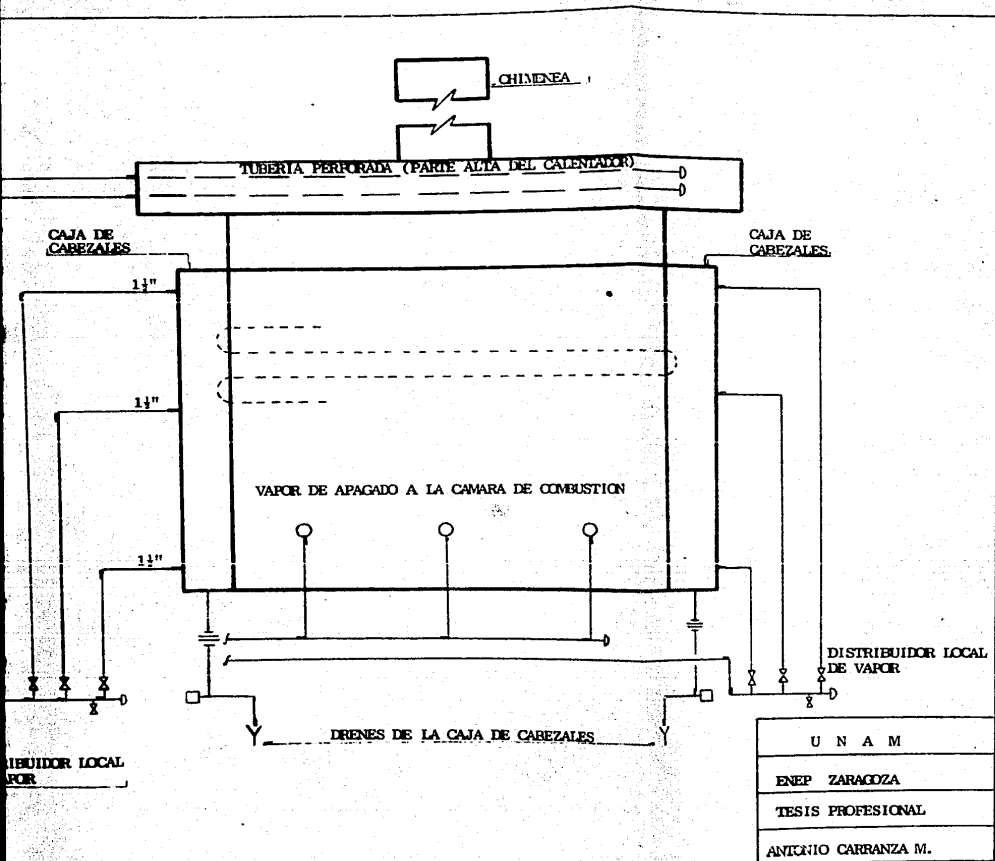 CHIMENEA
TUBERIA PERFORADA (PARTE ALTA DEL CALENTADOR)
CAJA DE
CABEZALES
CAJA DE
CABEZALES
1½"
1½"
1½"
VAPOR DE APAGADO A LA CAMARA DE COMBUSTION
DISTRIBUIDOR LOCAL
DE VAPOR
DRENES DE LA CAJA DE CABEZALES
RIBUIDOR LOCAL
APOR
U N A M
ENEP ZARAGOZA
TESIS PROFESIONAL
ANTONIO CARRANZA M.